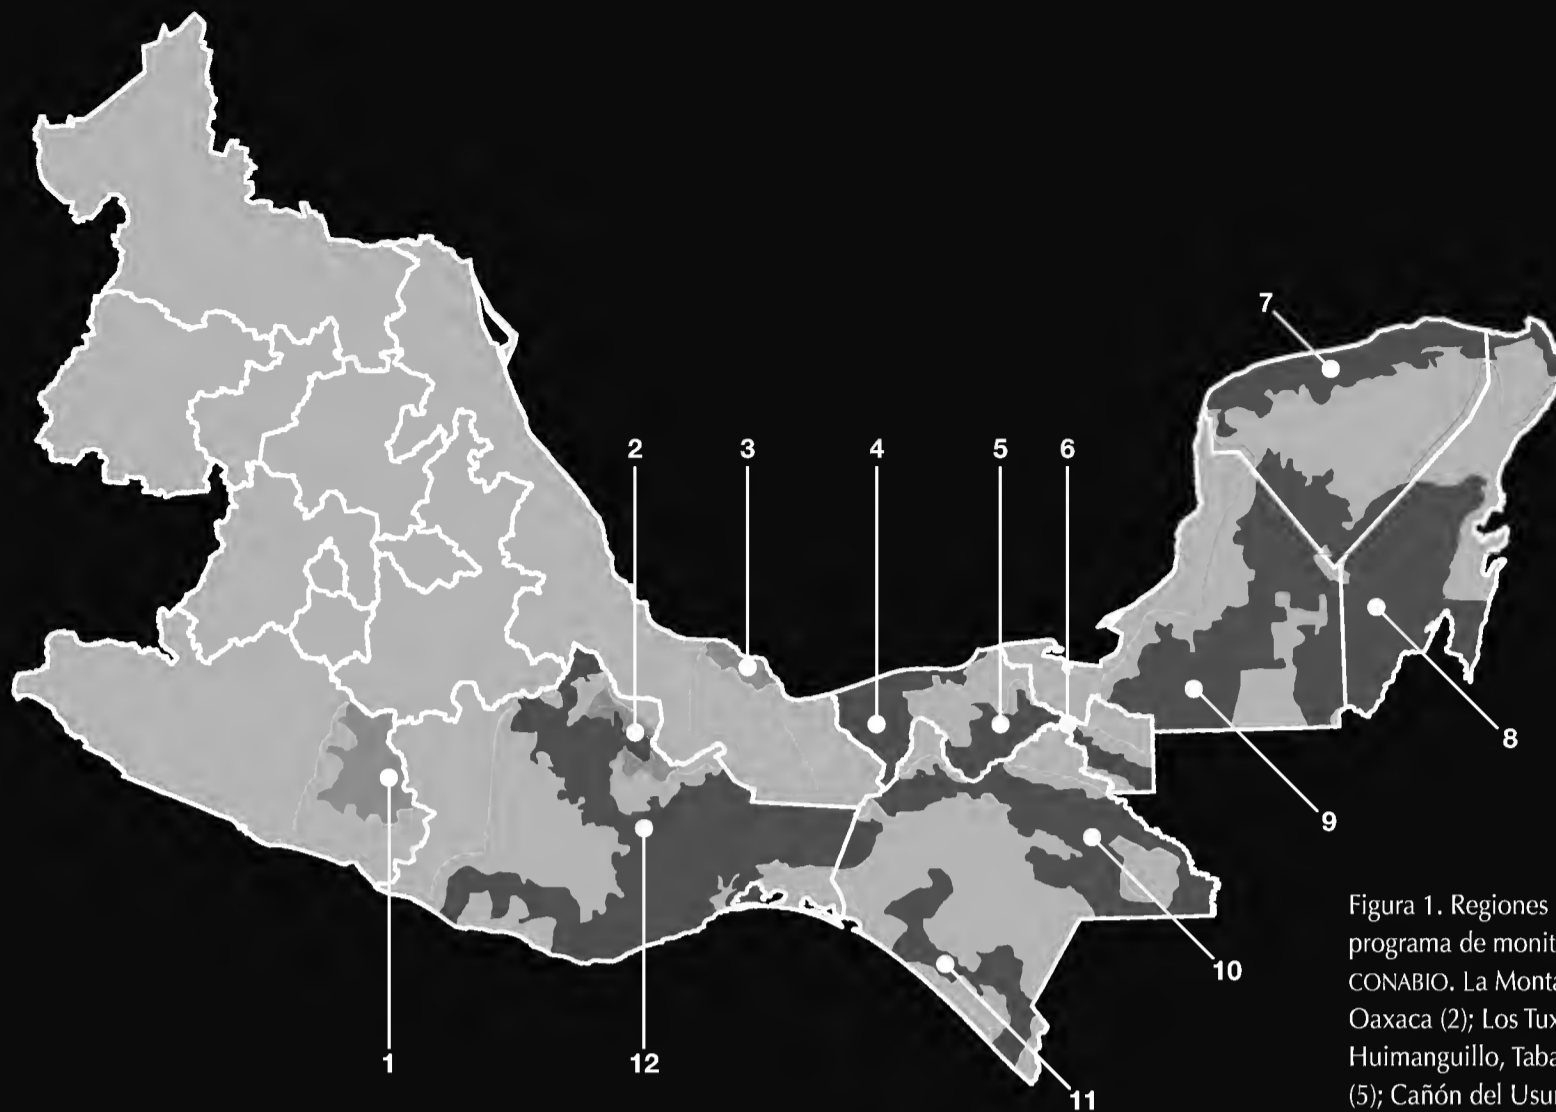 7
2 3 4 5 6
8
9
10
1 12
11
Figura 1. Regiones
programa de monit
CONABIO. La Monta
Oaxaca (2); Los Tux
Huimanguillo, Taba
(5); Cañón del Usu